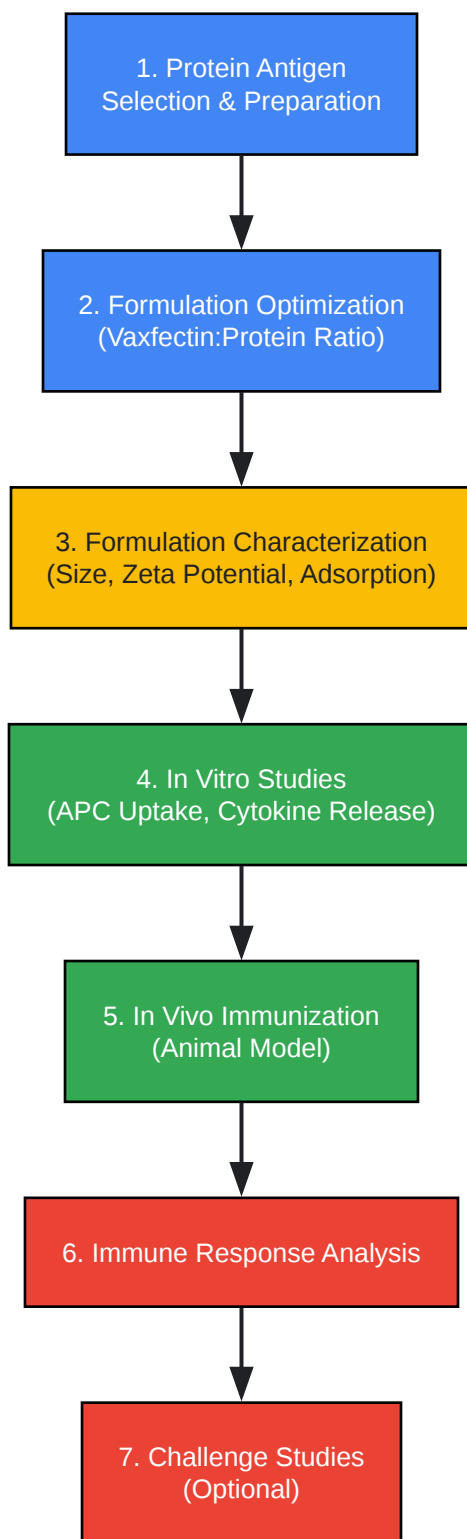 1. Protein Antigen
Selection & Preparation
2. Formulation Optimization
(Vaxfectin:Protein Ratio)
3. Formulation Characterization
(Size, Zeta Potential, Adsorption)
4. In Vitro Studies
(APC Uptake, Cytokine Release)
5. In Vivo Immunization
(Animal Model)
6. Immune Response Analysis
7. Challenge Studies
(Optional)